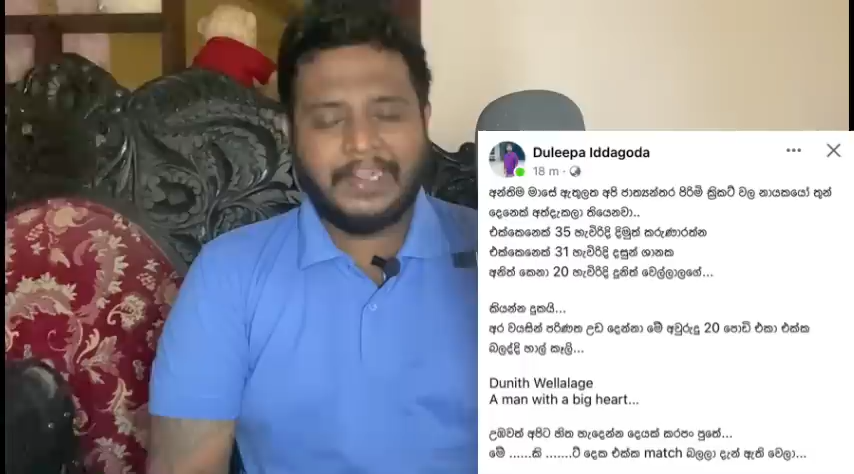 Duleepa Iddagoda
18 m
අන්තිම මාසේ ඇතුලත අපි ජාත්‍යන්තර පිරිමි ක්‍රිකට් වල නායකයෝ තුන්
දෙනෙක් අත්දැකලා තියෙනවා..
එක්කෙනෙක් 35 හැවිරිදි දිමුත් කරුණාරත්න
එක්කෙනෙක් 31 හැවිරිදි දසුන් ශානක
අනිත් කෙනා 20 හැවිරිදි දුනිත් වෙල්ලාලගේ...
කියන්න දුකයි...
අර වයසින් පරිණත උඩ දෙන්නා මේ අවුරුදු 20 පොඩි එකා එක්ක
බලද්දි හාල් කෑලි...
Dunith Wellalage
A man with a big heart...
උඹවත් අපිට හිත හැදෙන්න දෙයක් කරපං පුතේ...
මේ ......කි .......ට් දෙක එක්ක match බලලා දැන් ඇති වෙලා...